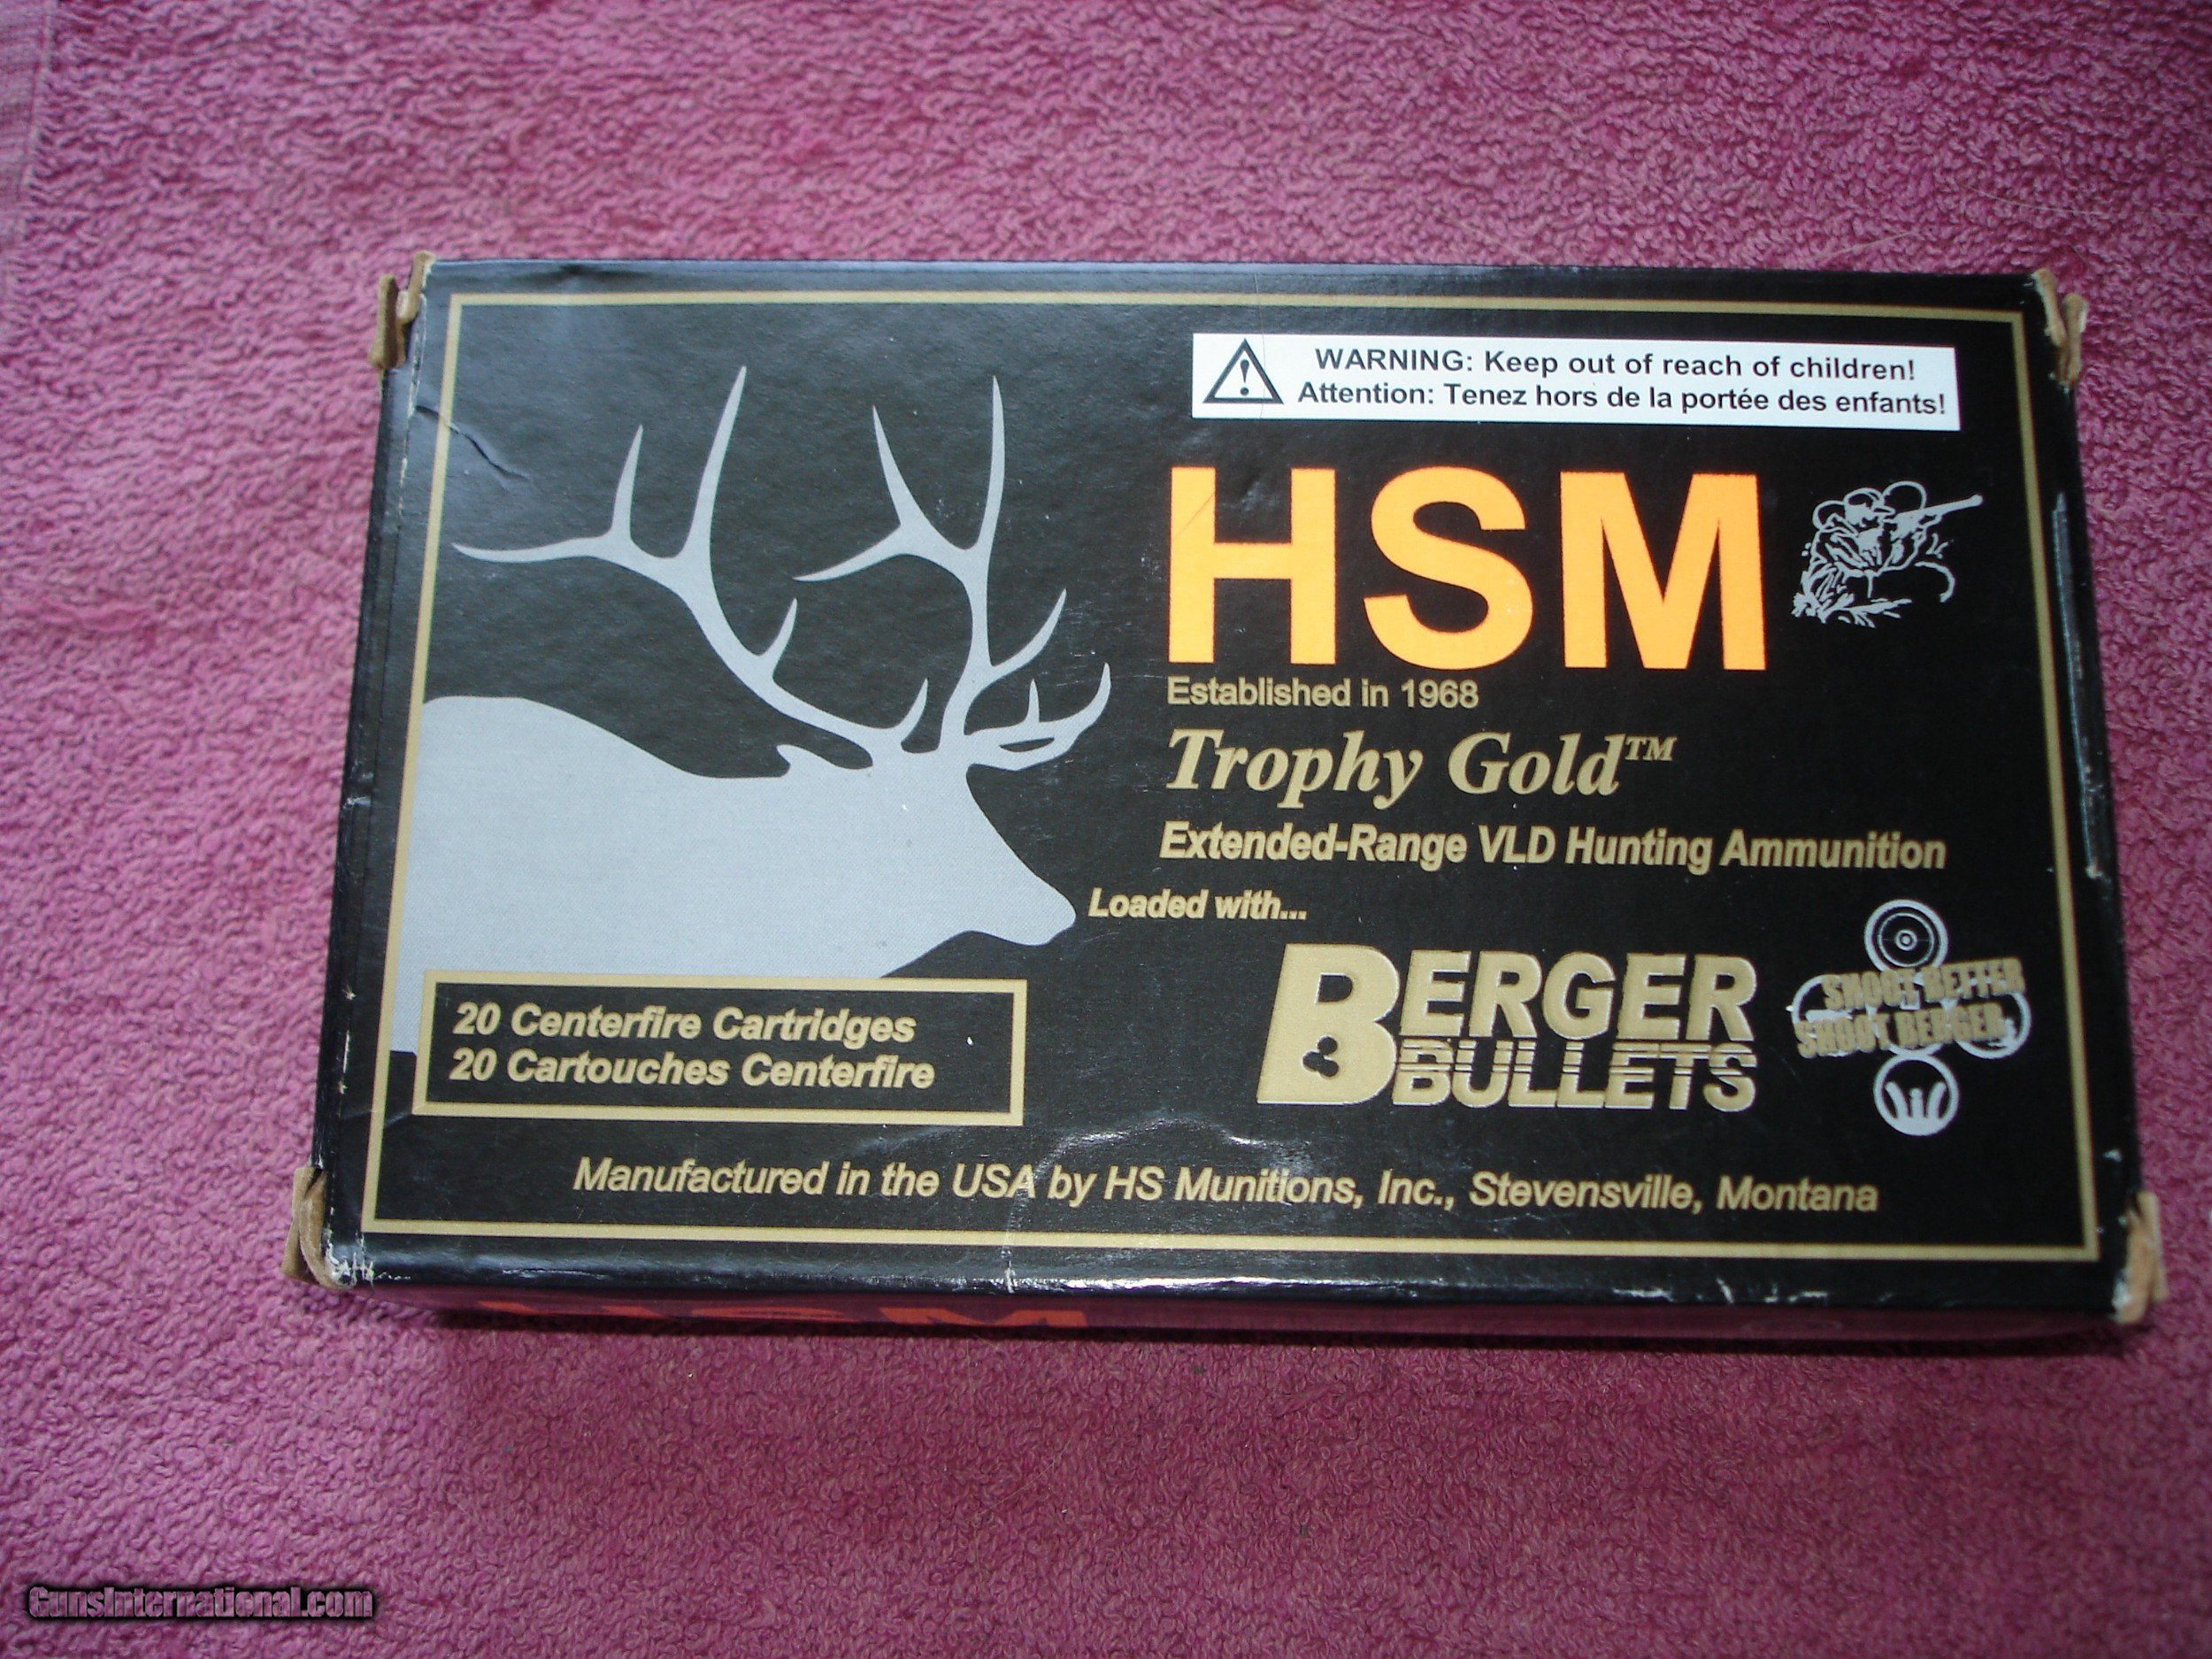 WARNING: Keep out of reach of children!
Attention: Tenez hors de la portée des enfants!
HSM
Established in 1968
Trophy Gold™
Extended-Range VLD Hunting Ammunition
Loaded with...
BERGER
BULLETS
SHOOT BETTER
SHOOT BERGER
20 Centerfire Cartridges
20 Cartouches Centerfire
Manufactured in the USA by HS Munitions, Inc., Stevensville, Montana
HSM
GunsInternational.com